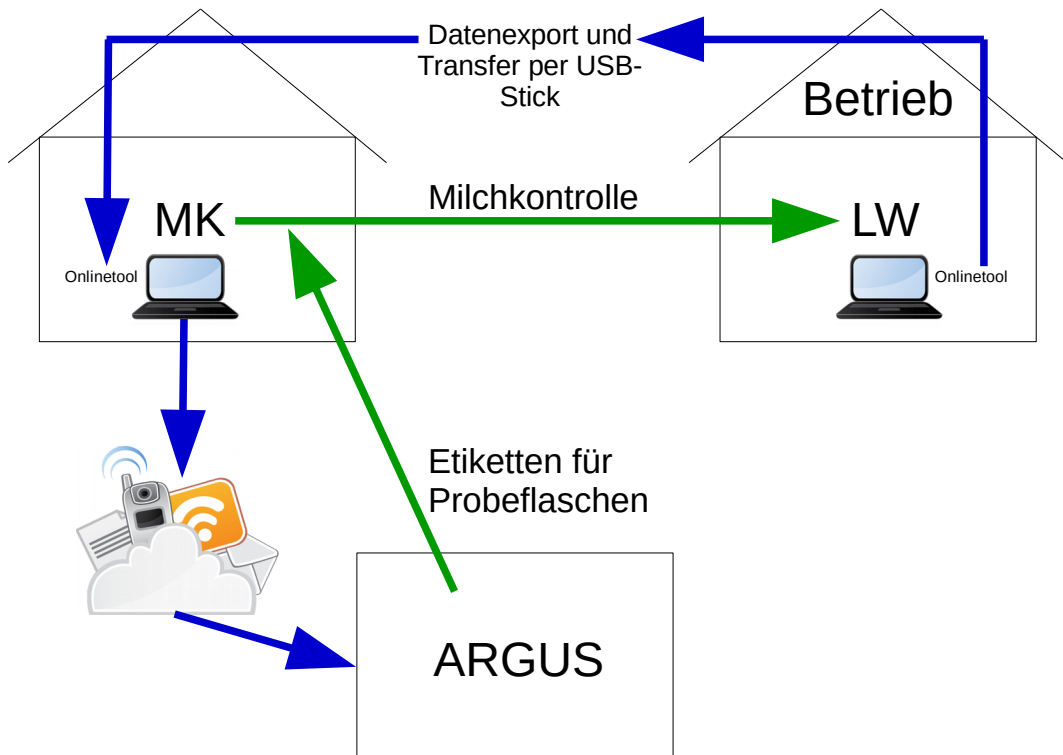 Datenexport und
Transfer per USB-
Stick
Betrieb
Milchkontrolle
MK
LW
Onlinetool
Onlinetool
Etiketten für
Probeflaschen
ARGUS